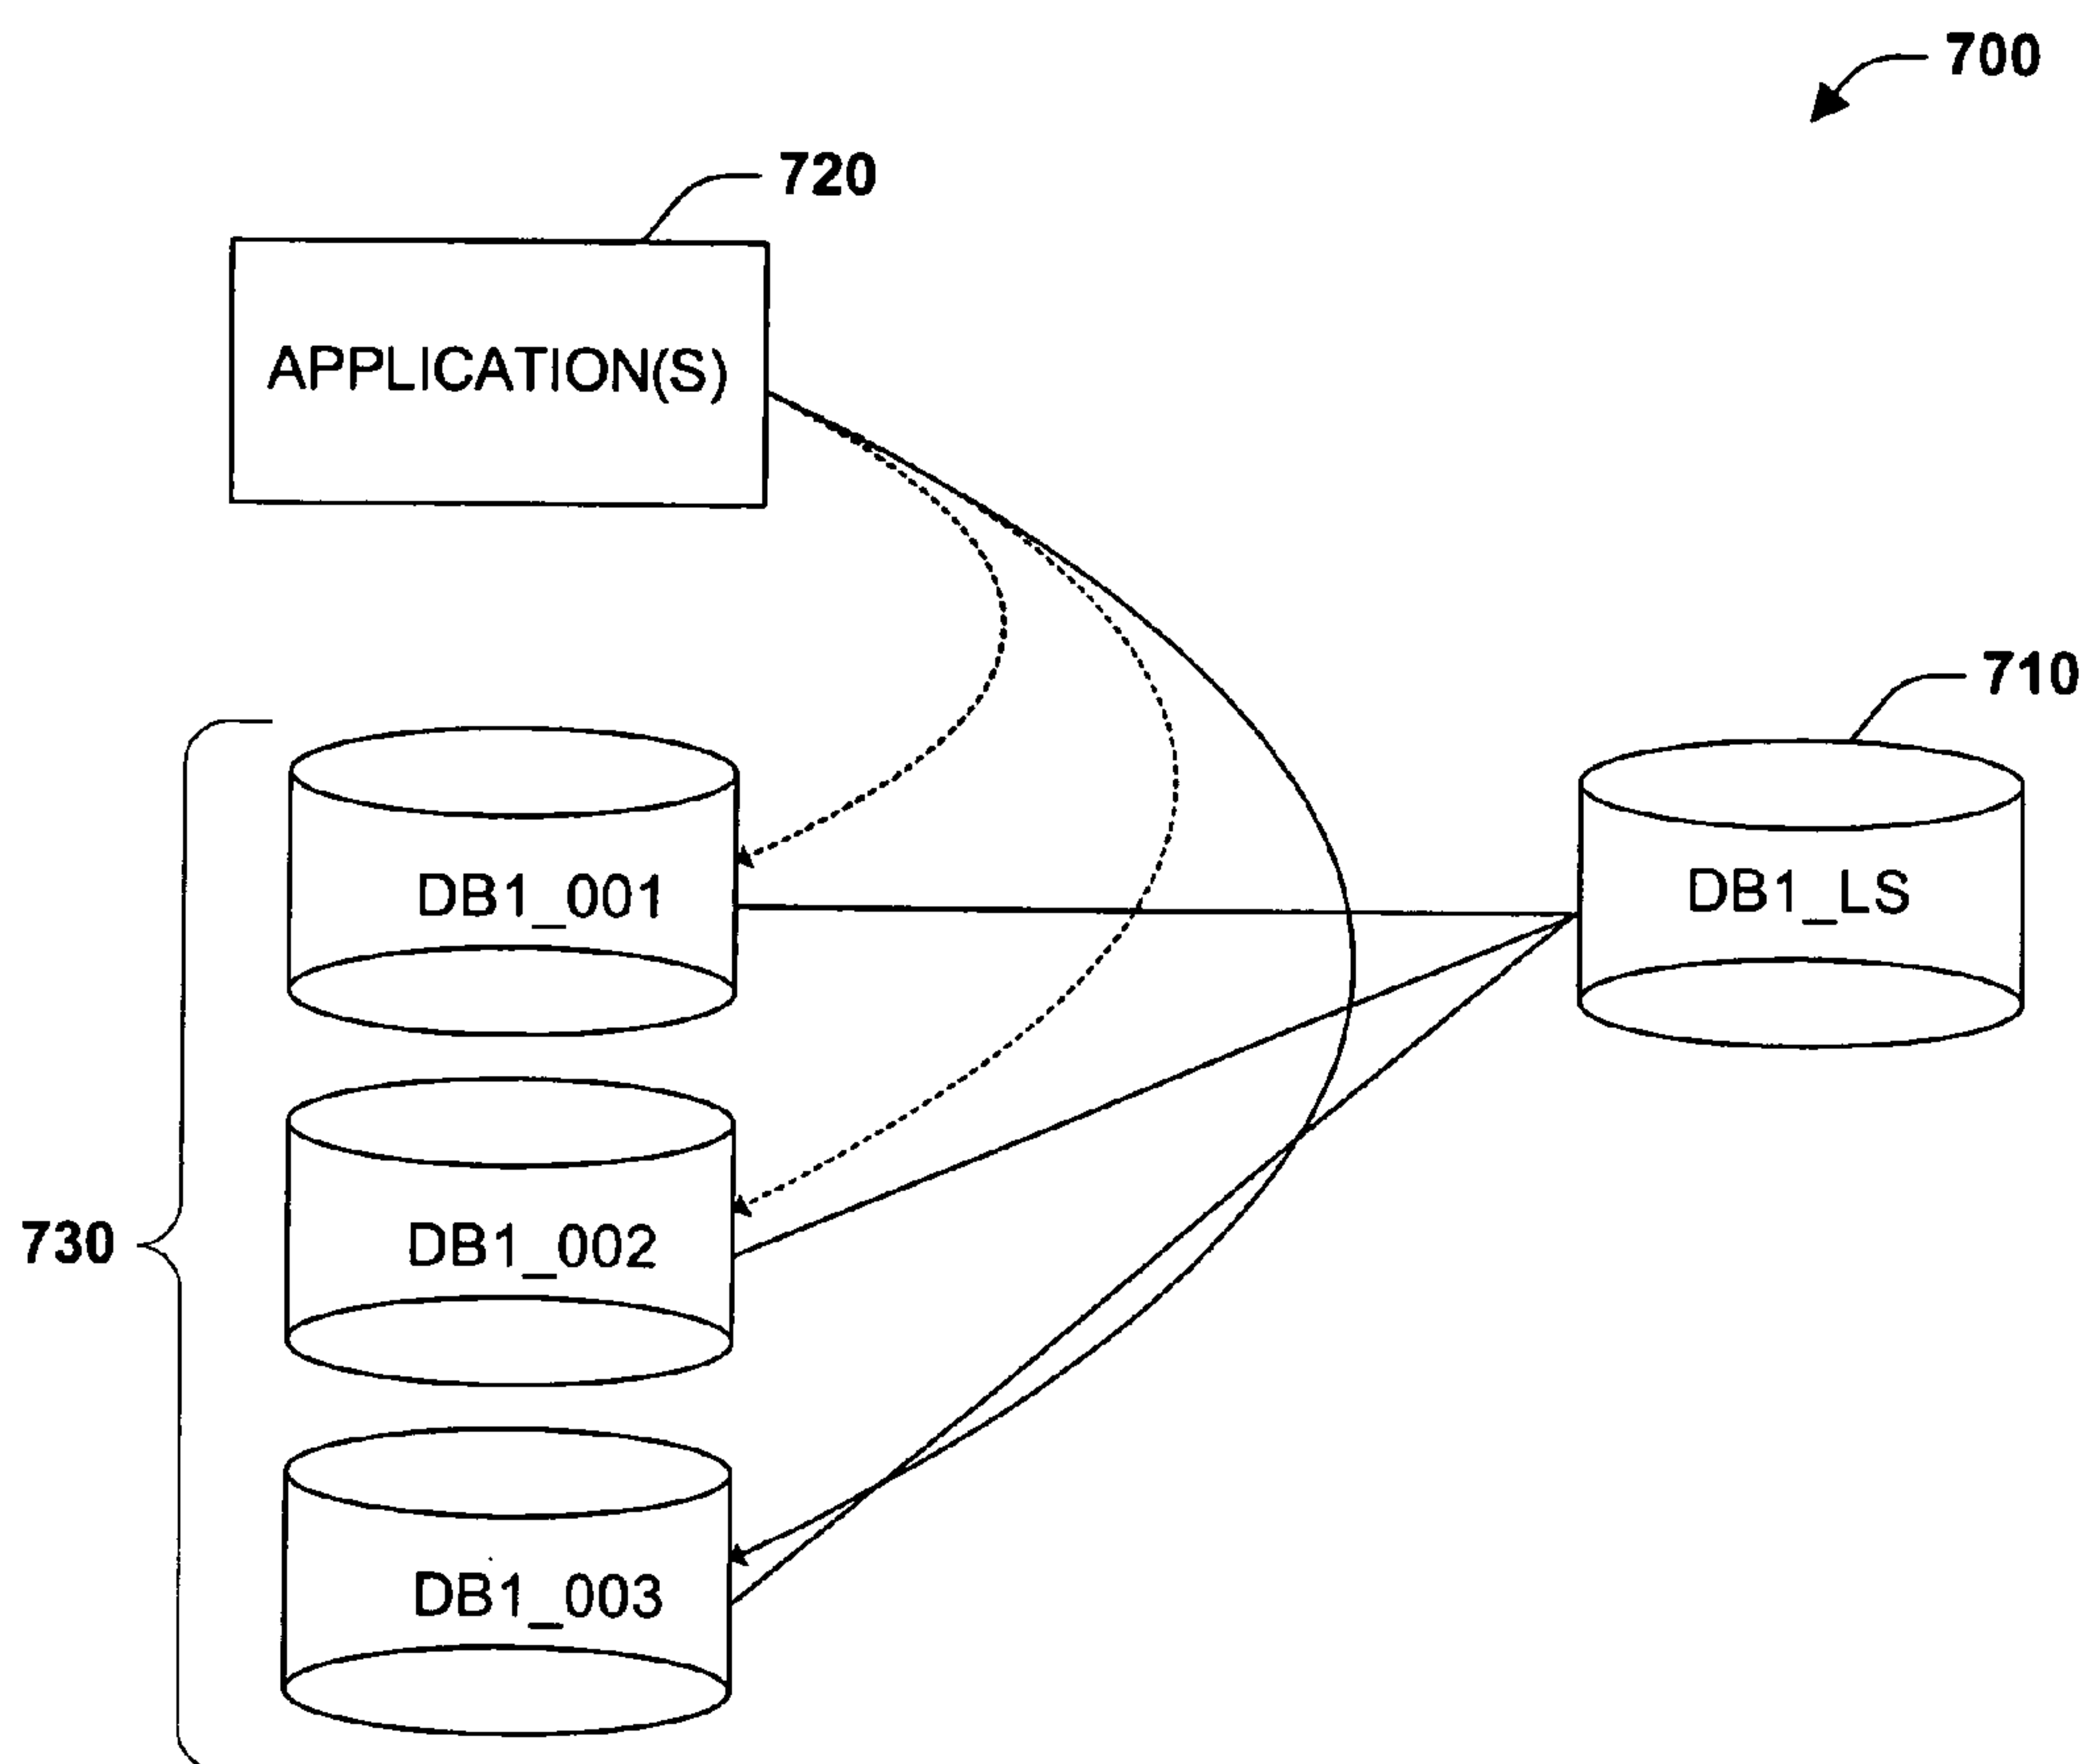 700
720
APPLICATION(S)
710
DB1_001
DB1_LS
730
DB1_002
DB1_003